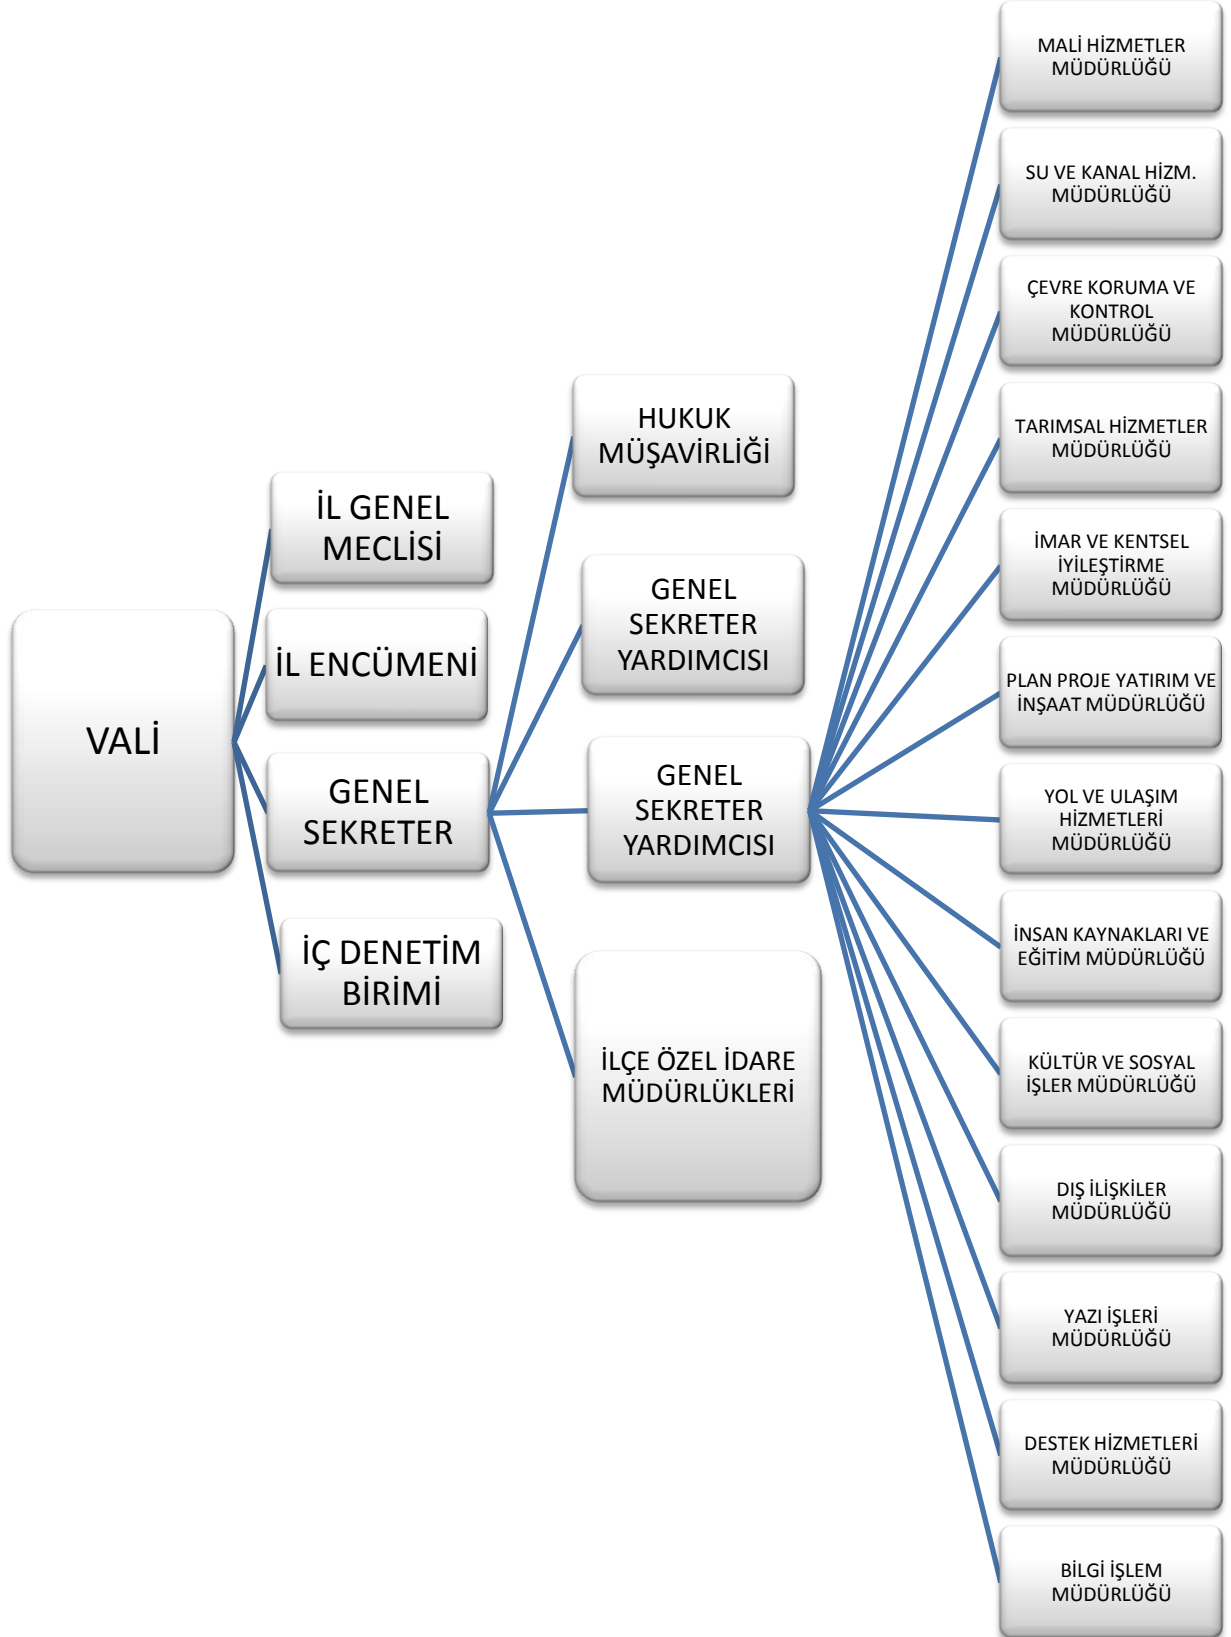 VALİ
İL GENEL
MECLİSİ
İL ENCÜMENİ
GENEL
SEKRETER
İÇ DENETİM
BİRİMİ
HUKUK
MÜŞAVİRLİĞİ
GENEL
SEKRETER
YARDIMCISI
GENEL
SEKRETER
YARDIMCISI
İLÇE ÖZEL İDARE
MÜDÜRLÜKLERİ
MALİ HİZMETLER
MÜDÜRLÜĞÜ
SU VE KANAL HİZM.
MÜDÜRLÜĞÜ
ÇEVRE KORUMA VE
KONTROL
MÜDÜRLÜĞÜ
TARIMSAL HİZMETLER
MÜDÜRLÜĞÜ
İMAR VE KENTSEL
İYİLEŞTİRME
MÜDÜRLÜĞÜ
PLAN PROJE YATIRIM VE
İNŞAAT MÜDÜRLÜĞÜ
YOL VE ULAŞIM
HİZMETLERİ
MÜDÜRLÜĞÜ
İNSAN KAYNAKLARI VE
EĞİTİM MÜDÜRLÜĞÜ
KÜLTÜR VE SOSYAL
İŞLER MÜDÜRLÜĞÜ
DIŞ İLİŞKİLER
MÜDÜRLÜĞÜ
YAZI İŞLERİ
MÜDÜRLÜĞÜ
DESTEK HİZMETLERİ
MÜDÜRLÜĞÜ
BİLGİ İŞLEM
MÜDÜRLÜĞÜ